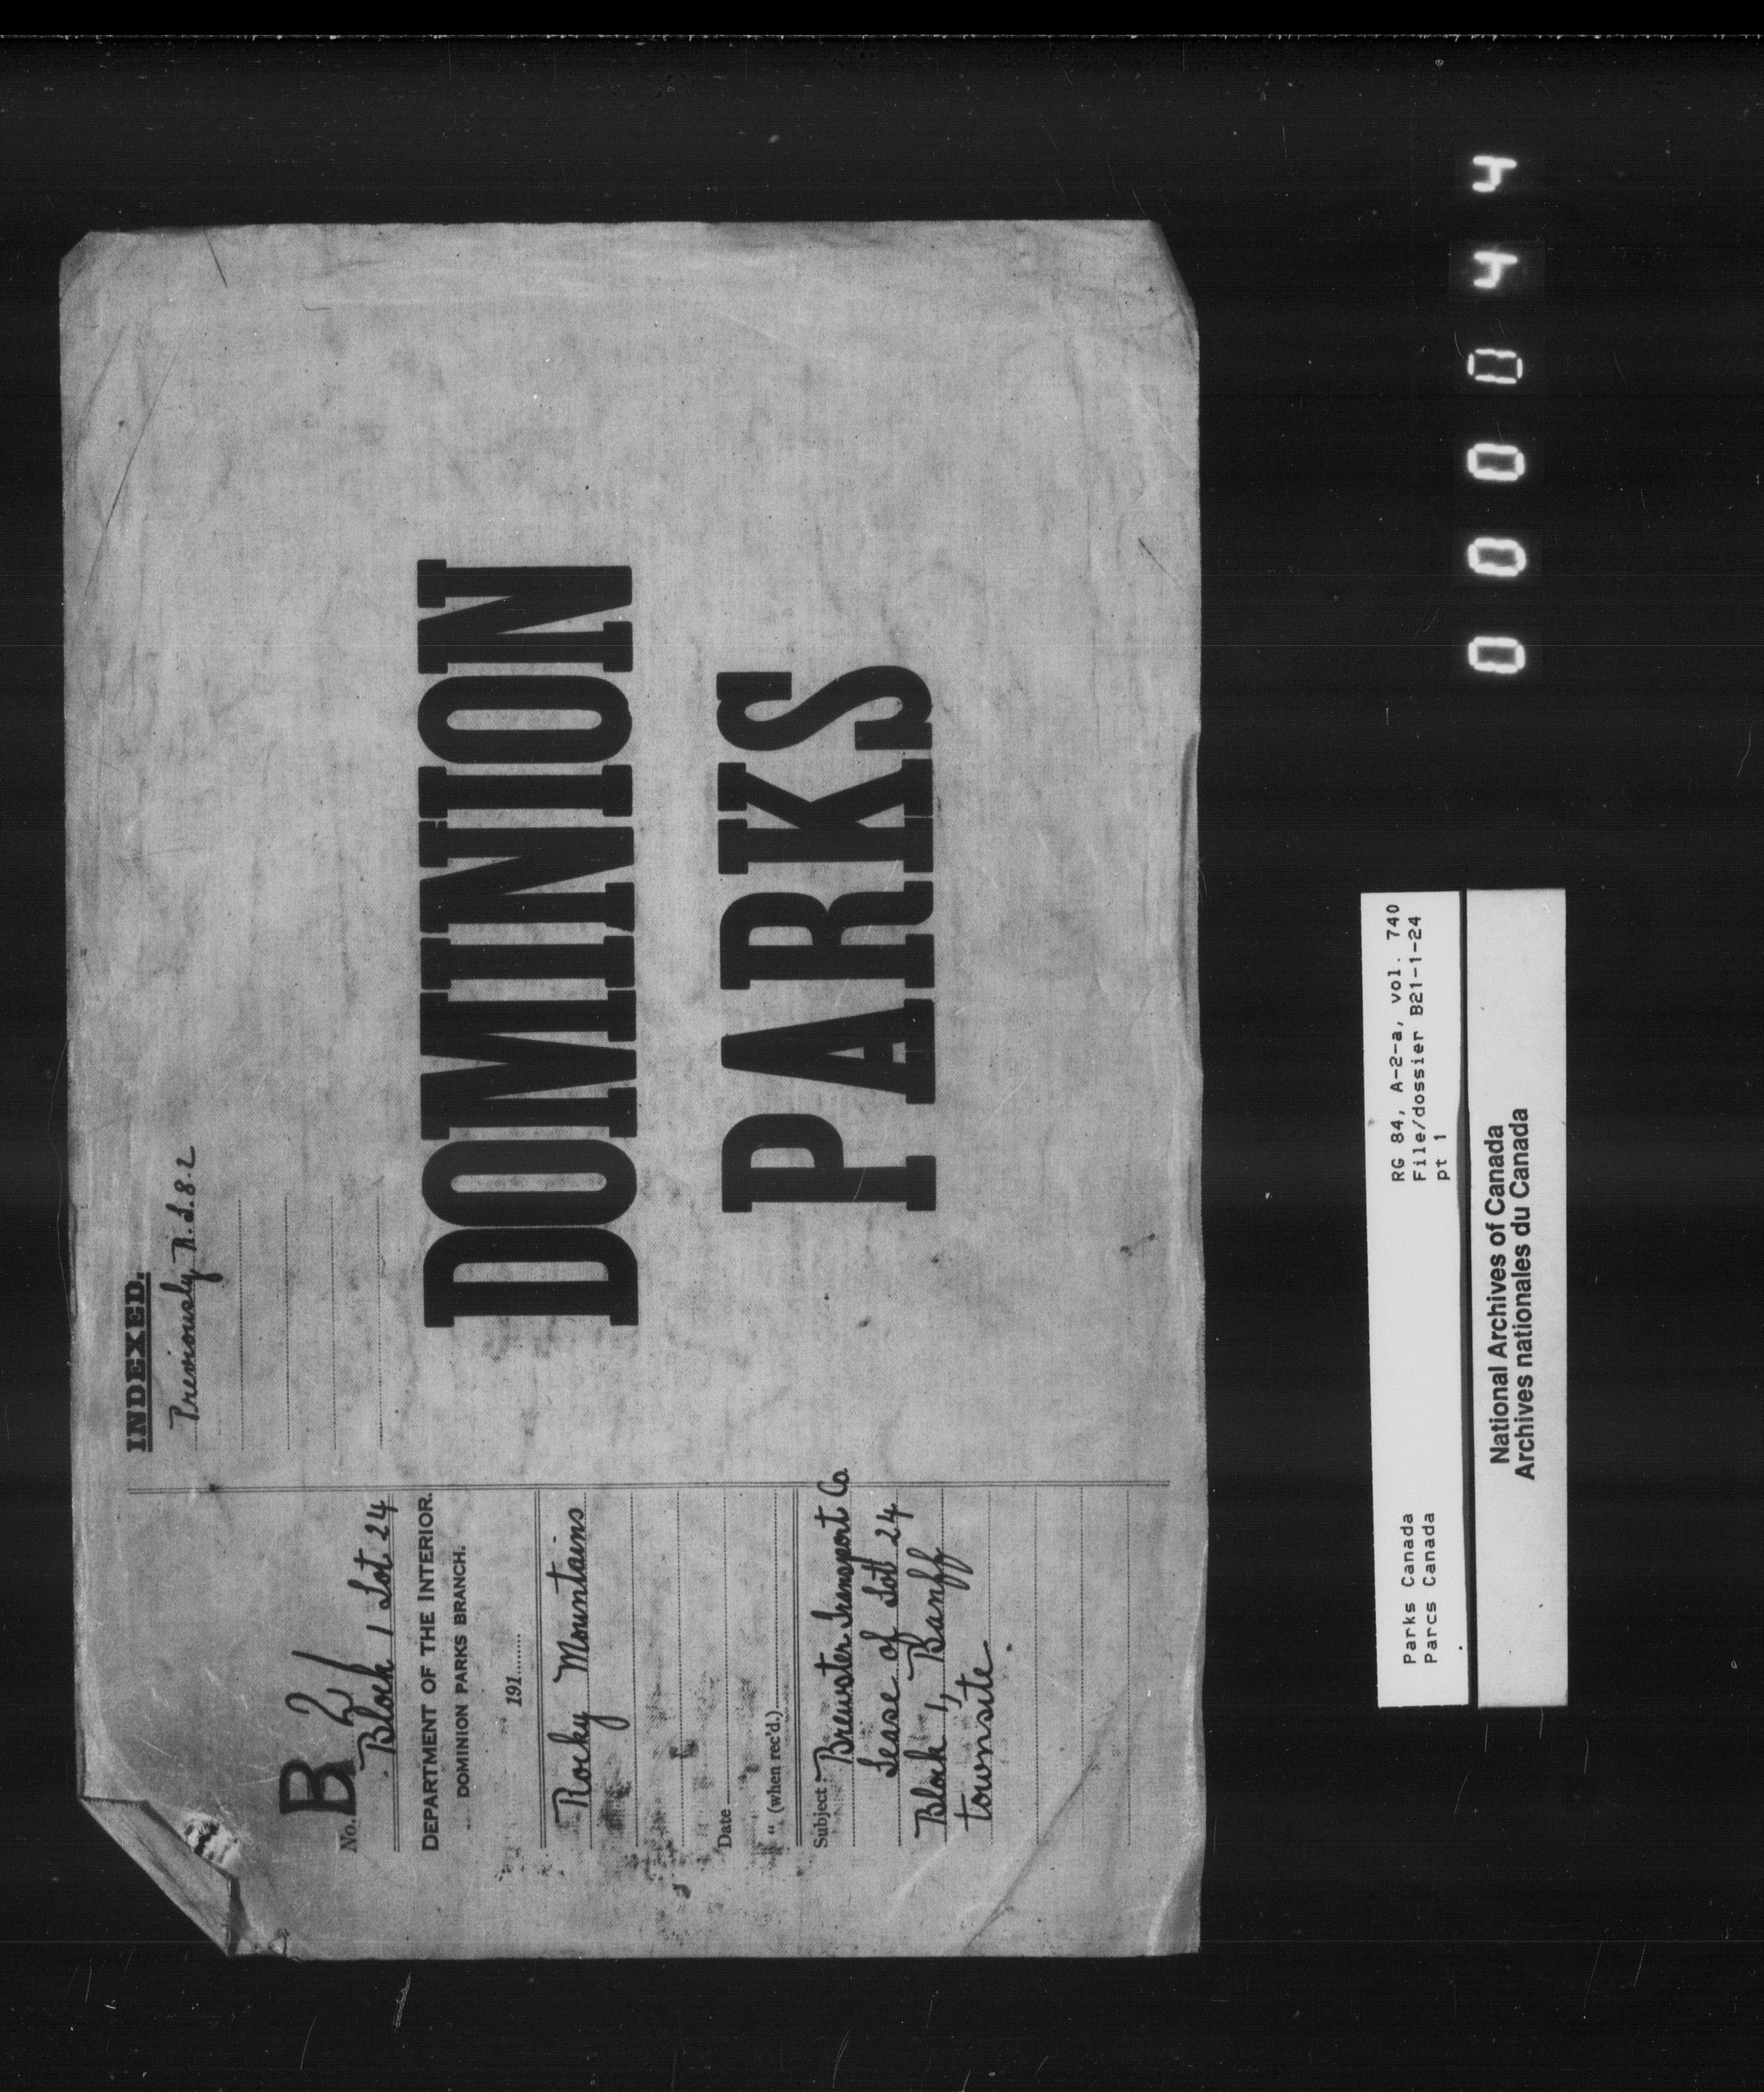 INDEXED.
Previously R.L.82
No. B 21
Block 1 Lot 24
DEPARTMENT OF THE INTERIOR.
DOMINION PARKS BRANCH.
191......
Rocky Mountains
Date
" (when rec'd.)
Subject: Brewster Transport Co.
Lease of Lot 24
Block 1, Banff
townsite.
DOMINION
PARKS
Parks Canada
Parcs Canada
RG 84, A-2-a, vol. 740
File/dossier B21-1-24
pt 1
National Archives of Canada
Archives nationales du Canada
000044